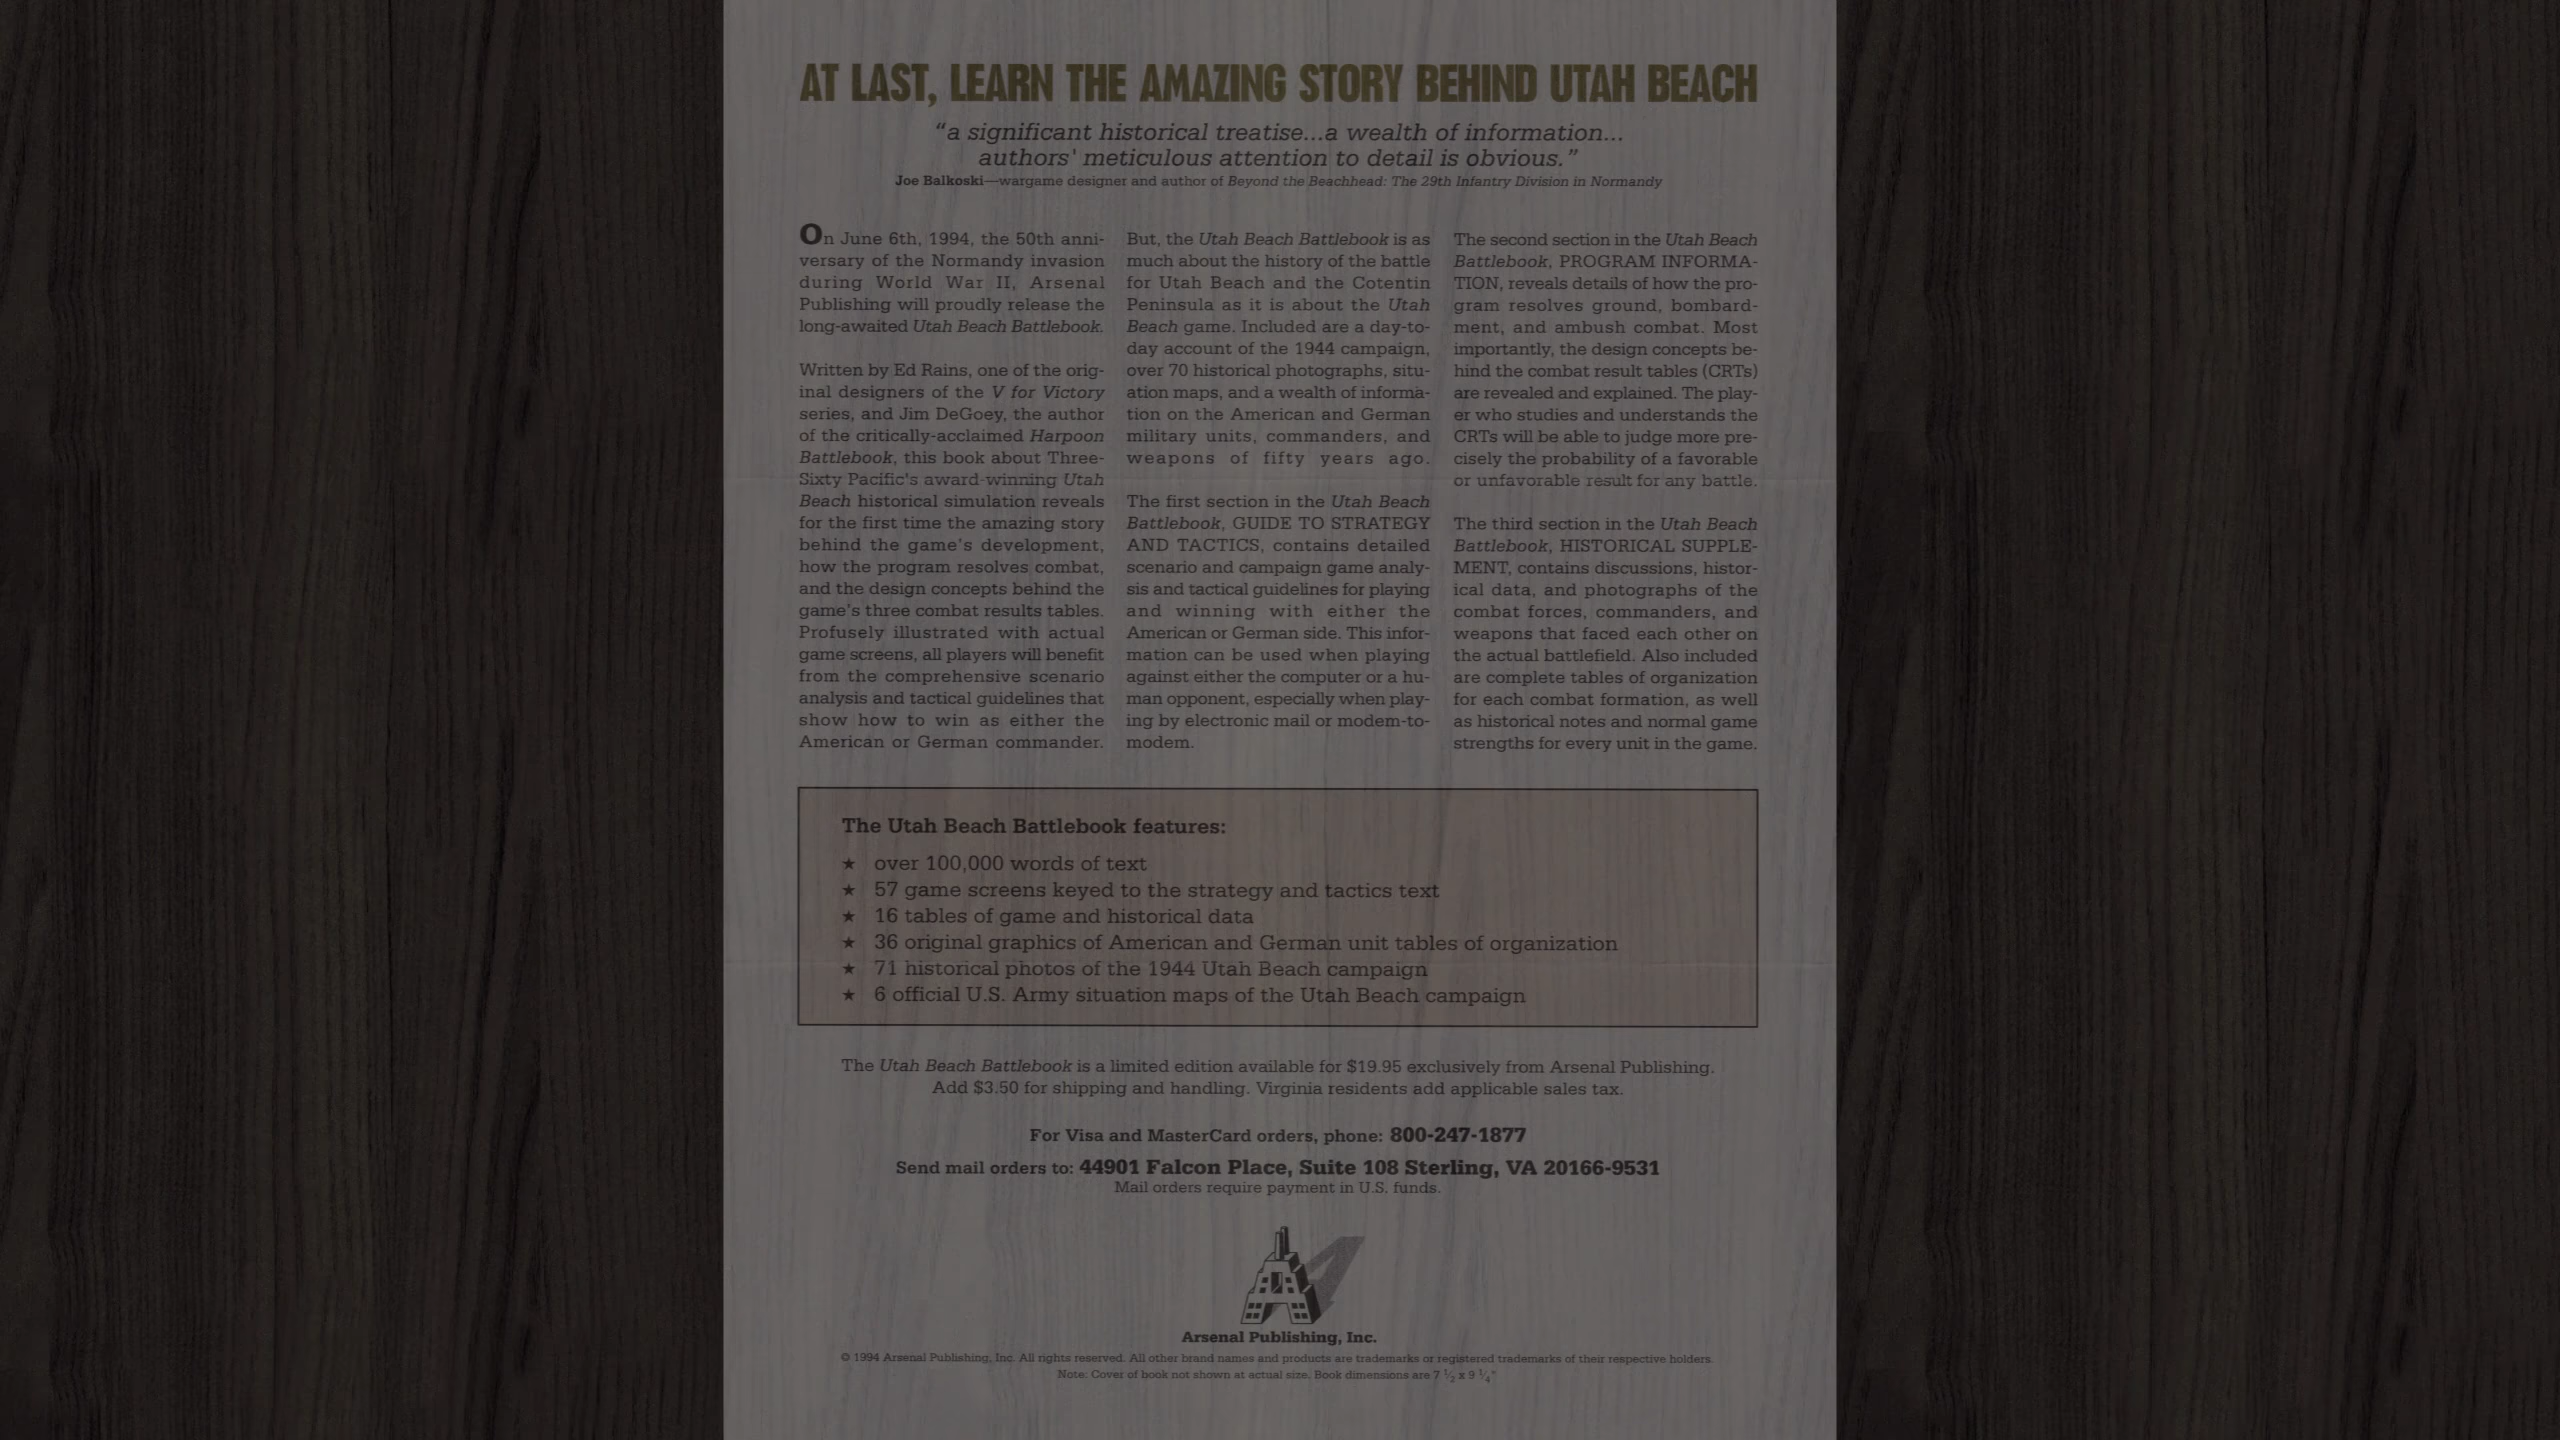 AT LAST, LEARN THE AMAZING STORY BEHIND UTAH BEACH
“a significant historical treatise...a wealth of information...
authors' meticulous attention to detail is obvious.”
Joe Balkoski—wargame designer and author of Beyond the Beachhead: The 29th Infantry Division in Normandy
On June 6th, 1994, the 50th anni-
versary of the Normandy invasion
during World War II, Arsenal
Publishing will proudly release the
long-awaited Utah Beach Battlebook.
Written by Ed Rains, one of the orig-
inal designers of the V for Victory
series, and Jim DeGoey, the author
of the critically-acclaimed Harpoon
Battlebook, this book about Three-
Sixty Pacific's award-winning Utah
Beach historical simulation reveals
for the first time the amazing story
behind the game's development,
how the program resolves combat,
and the design concepts behind the
game's three combat results tables.
Profusely illustrated with actual
game screens, all players will benefit
from the comprehensive scenario
analysis and tactical guidelines that
show how to win as either the
American or German commander.
But, the Utah Beach Battlebook is as
much about the history of the battle
for Utah Beach and the Cotentin
Peninsula as it is about the Utah
Beach game. Included are a day-to-
day account of the 1944 campaign,
over 70 historical photographs, situ-
ation maps, and a wealth of informa-
tion on the American and German
military units, commanders, and
weapons of fifty years ago.
The first section in the Utah Beach
Battlebook, GUIDE TO STRATEGY
AND TACTICS, contains detailed
scenario and campaign game analy-
sis and tactical guidelines for playing
and winning with either the
American or German side. This infor-
mation can be used when playing
against either the computer or a hu-
man opponent, especially when play-
ing by electronic mail or modem-to-
modem.
The second section in the Utah Beach
Battlebook, PROGRAM INFORMA-
TION, reveals details of how the pro-
gram resolves ground, bombard-
ment, and ambush combat. Most
importantly, the design concepts be-
hind the combat result tables (CRTs)
are revealed and explained. The play-
er who studies and understands the
CRTs will be able to judge more pre-
cisely the probability of a favorable
or unfavorable result for any battle.
The third section in the Utah Beach
Battlebook, HISTORICAL SUPPLE-
MENT, contains discussions, histor-
ical data, and photographs of the
combat forces, commanders, and
weapons that faced each other on
the actual battlefield. Also included
are complete tables of organization
for each combat formation, as well
as historical notes and normal game
strengths for every unit in the game.
The Utah Beach Battlebook features:
★ over 100,000 words of text
★ 57 game screens keyed to the strategy and tactics text
★ 16 tables of game and historical data
★ 36 original graphics of American and German unit tables of organization
★ 71 historical photos of the 1944 Utah Beach campaign
★ 6 official U.S. Army situation maps of the Utah Beach campaign
The Utah Beach Battlebook is a limited edition available for $19.95 exclusively from Arsenal Publishing.
Add $3.50 for shipping and handling. Virginia residents add applicable sales tax.
For Visa and MasterCard orders, phone: 800-247-1877
Send mail orders to: 44901 Falcon Place, Suite 108 Sterling, VA 20166-9531
Mail orders require payment in U.S. funds.
Arsenal Publishing, Inc.
© 1994 Arsenal Publishing, Inc. All rights reserved. All other brand names and products are trademarks or registered trademarks of their respective holders.
Note: Cover of book not shown at actual size. Book dimensions are 7 ½ x 9 ¼"